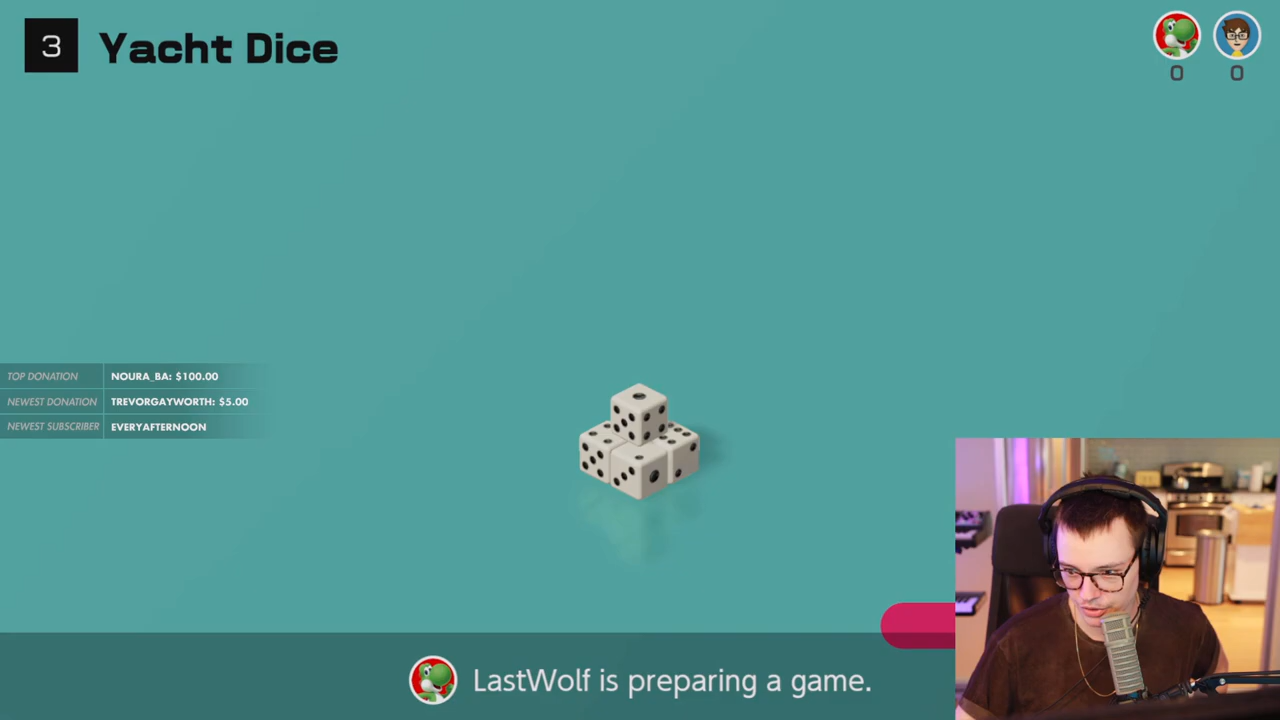 3 Yacht Dice
0 0
TOP DONATION NOURA_BA: $100.00
NEWEST DONATION TREVORGAYWORTH: $5.00
NEWEST SUBSCRIBER EVERYAFTERNOON
LastWolf is preparing a game.